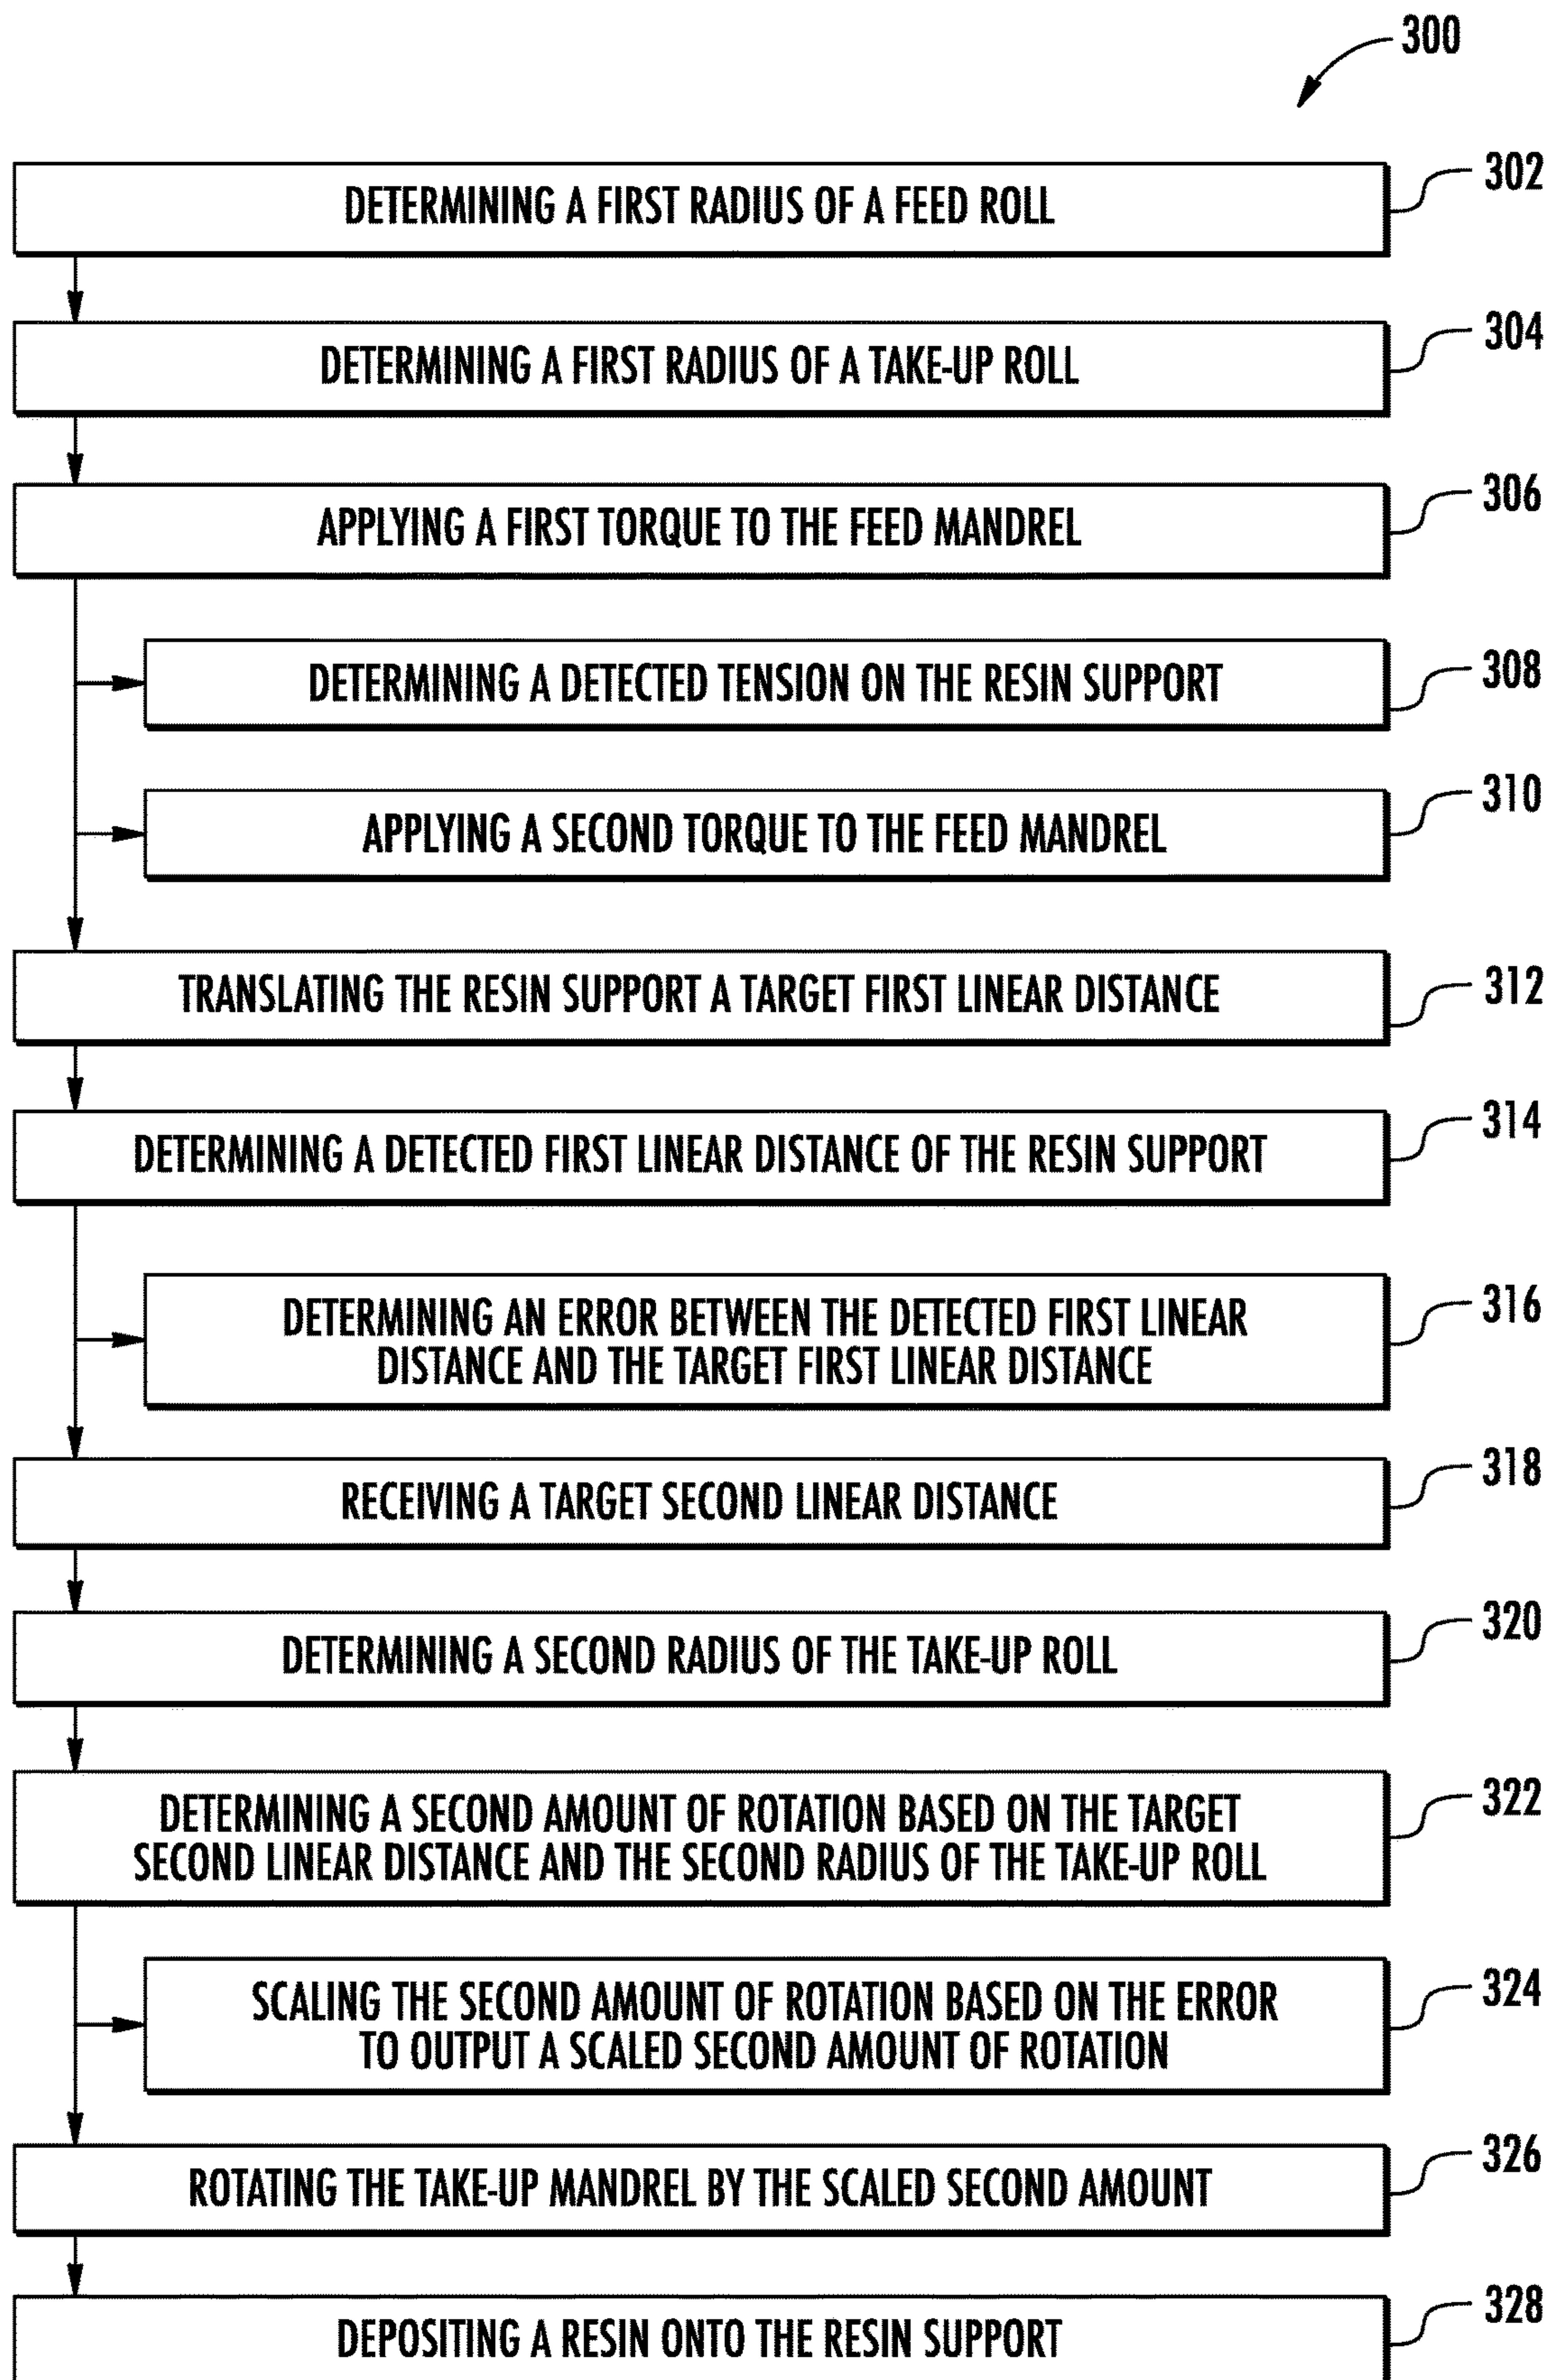 300
DETERMINING A FIRST RADIUS OF A FEED ROLL
302
DETERMINING A FIRST RADIUS OF A TAKE-UP ROLL
304
APPLYING A FIRST TORQUE TO THE FEED MANDREL
306
DETERMINING A DETECTED TENSION ON THE RESIN SUPPORT
308
APPLYING A SECOND TORQUE TO THE FEED MANDREL
310
TRANSLATING THE RESIN SUPPORT A TARGET FIRST LINEAR DISTANCE
312
DETERMINING A DETECTED FIRST LINEAR DISTANCE OF THE RESIN SUPPORT
314
DETERMINING AN ERROR BETWEEN THE DETECTED FIRST LINEAR
DISTANCE AND THE TARGET FIRST LINEAR DISTANCE
316
RECEIVING A TARGET SECOND LINEAR DISTANCE
318
DETERMINING A SECOND RADIUS OF THE TAKE-UP ROLL
320
DETERMINING A SECOND AMOUNT OF ROTATION BASED ON THE TARGET
SECOND LINEAR DISTANCE AND THE SECOND RADIUS OF THE TAKE-UP ROLL
322
SCALING THE SECOND AMOUNT OF ROTATION BASED ON THE ERROR
TO OUTPUT A SCALED SECOND AMOUNT OF ROTATION
324
ROTATING THE TAKE-UP MANDREL BY THE SCALED SECOND AMOUNT
326
DEPOSITING A RESIN ONTO THE RESIN SUPPORT
328